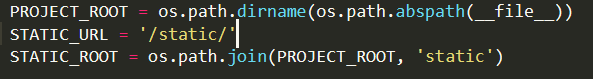 PROJECT_ROOT = os.path.dirname(os.path.abspath(__file__))
STATIC_URL = '/static/'
STATIC_ROOT = os.path.join(PROJECT_ROOT, 'static')